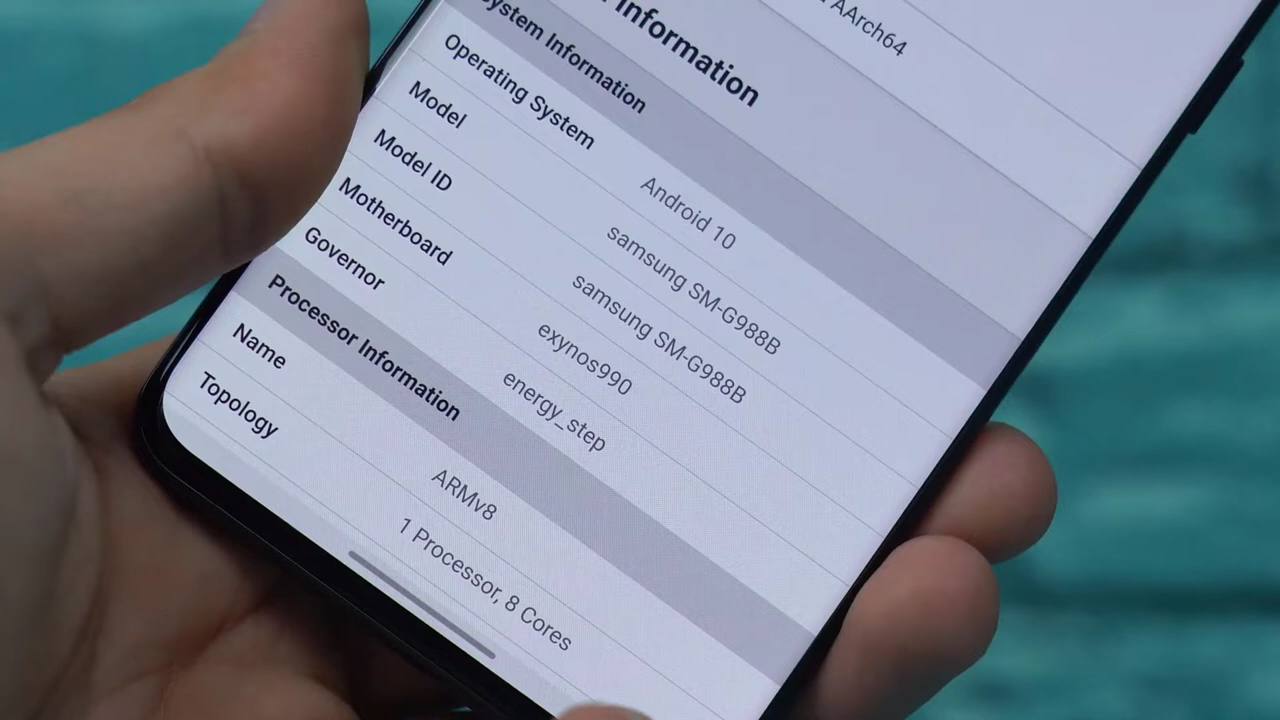 AArch64
Information
System Information
Operating System
Android 10
Model
samsung SM-G988B
Model ID
samsung SM-G988B
Motherboard
exynos990
Governor
energy_step
Processor Information
Name
ARMv8
Topology
1 Processor, 8 Cores